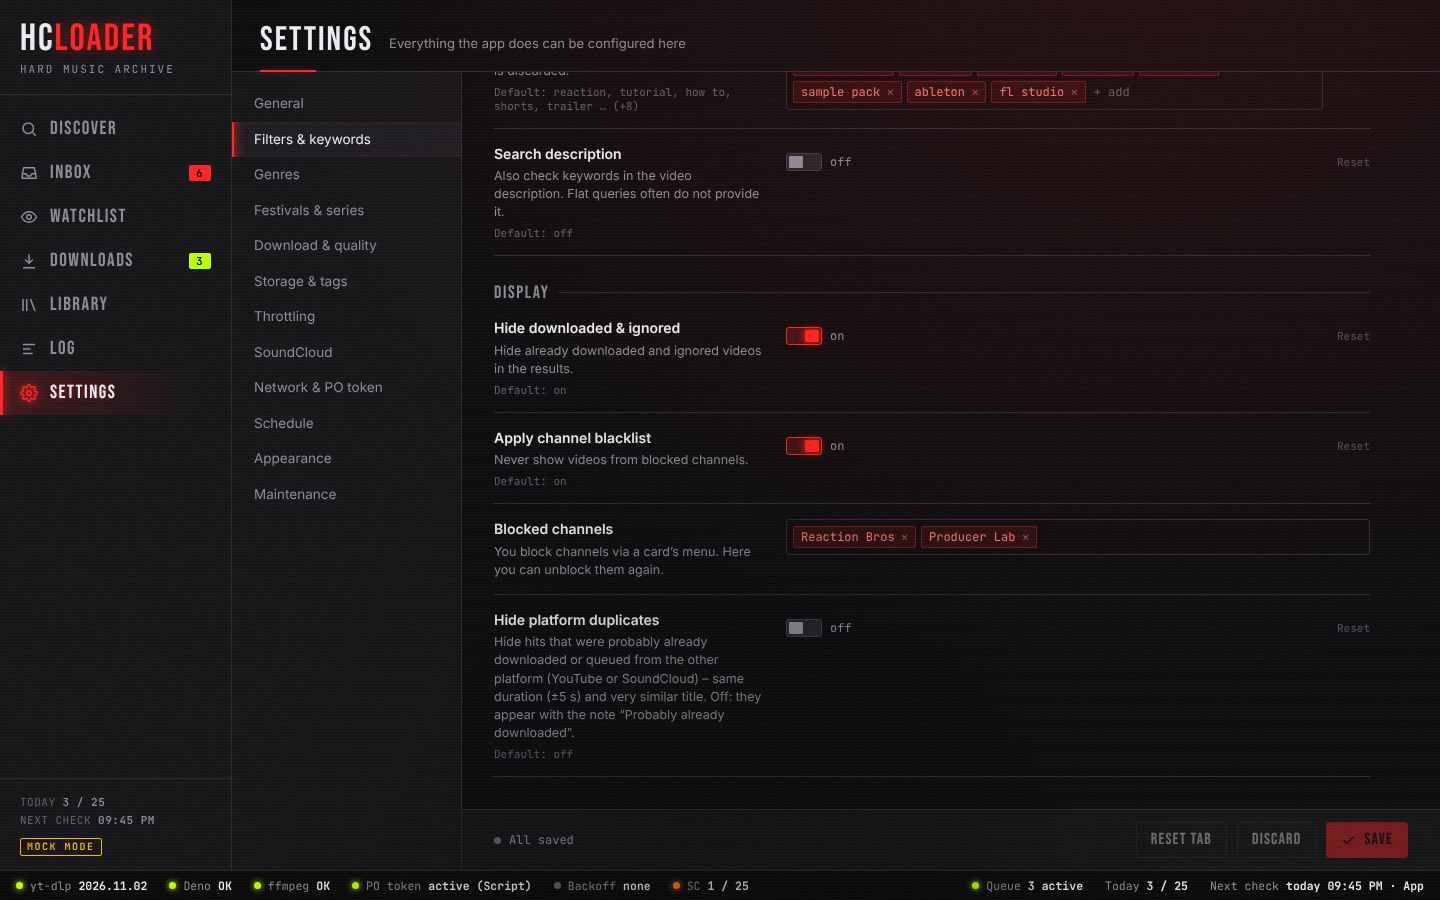 HCLOADER
HARD MUSIC ARCHIVE
DISCOVER
INBOX 6
WATCHLIST
DOWNLOADS 3
LIBRARY
LOG
SETTINGS
TODAY 3 / 25
NEXT CHECK 09:45 PM
MOCK MODE
SETTINGS Everything the app does can be configured here
General
Filters & keywords
Genres
Festivals & series
Download & quality
Storage & tags
Throttling
SoundCloud
Network & PO token
Schedule
Appearance
Maintenance
is discarded.
Default: reaction, tutorial, how to,
shorts, trailer … (+8)
sample pack × ableton × fl studio × + add
Search description
Also check keywords in the video
description. Flat queries often do not provide
it.
Default: off
off
Reset
DISPLAY
Hide downloaded & ignored
Hide already downloaded and ignored videos
in the results.
Default: on
on
Reset
Apply channel blacklist
Never show videos from blocked channels.
Default: on
on
Reset
Blocked channels
You block channels via a card's menu. Here
you can unblock them again.
Reaction Bros × Producer Lab ×
Hide platform duplicates
Hide hits that were probably already
downloaded or queued from the other
platform (YouTube or SoundCloud) – same
duration (±5 s) and very similar title. Off: they
appear with the note “Probably already
downloaded”.
Default: off
off
Reset
All saved
RESET TAB
DISCARD
SAVE
yt-dlp 2026.11.02 Deno OK ffmpeg OK PO token active (Script) Backoff none SC 1 / 25 Queue 3 active Today 3 / 25 Next check today 09:45 PM · App